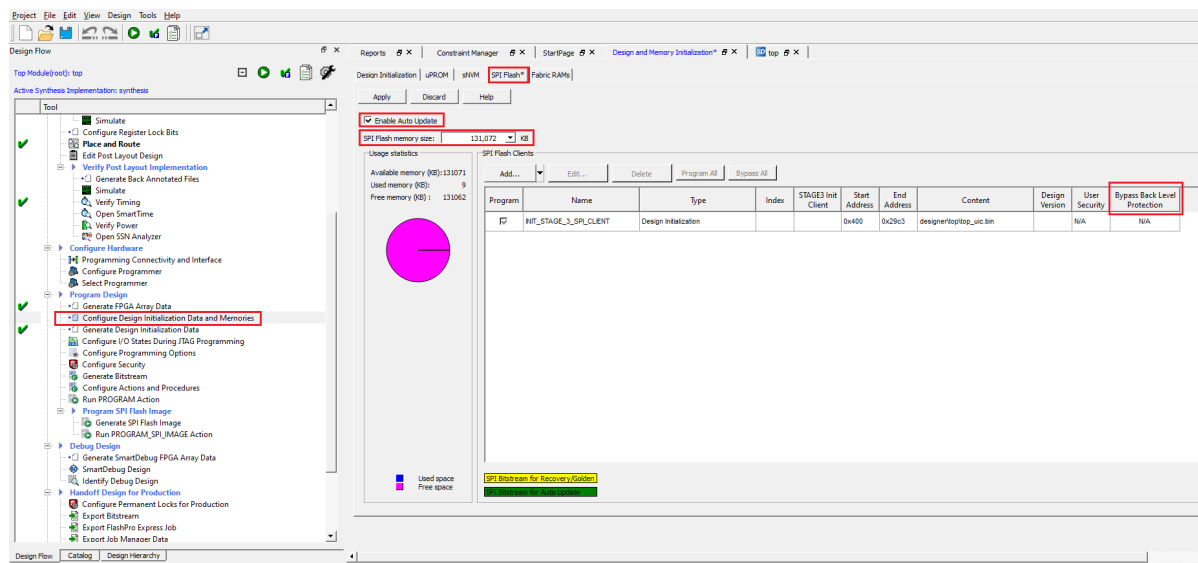 Project File Edit View Design Tools Help
Design Flow
Top Module(root): top
Active Synthesis Implementation: synthesis
Tool
Simulate
Configure Register Lock Bits
Place and Route
Edit Post Layout Design
Verify Post Layout Implementation
Generate Back Annotated Files
Simulate
Verify Timing
Open SmartTime
Verify Power
Open SSN Analyzer
Configure Hardware
Programming Connectivity and Interface
Configure Programmer
Select Programmer
Program Design
Generate FPGA Array Data
Configure Design Initialization Data and Memories
Generate Design Initialization Data
Configure I/O States During JTAG Programming
Configure Programming Options
Configure Security
Generate Bitstream
Configure Actions and Procedures
Run PROGRAM Action
Program SPI Flash Image
Generate SPI Flash Image
Run PROGRAM_SPI_IMAGE Action
Debug Design
Generate SmartDebug FPGA Array Data
SmartDebug Design
Identify Debug Design
Handoff Design for Production
Configure Permanent Locks for Production
Export Bitstream
Export FlashPro Express Job
Export Job Manager Data
Design Flow Catalog Design Hierarchy
Reports Constraint Manager StartPage Design and Memory Initialization* SD top
Design Initialization uPROM sNVM SPI Flash* Fabric RAMs
Apply Discard Help
Enable Auto Update
SPI Flash memory size: 131,072 KB
Usage statistics
Available memory (KB): 131071
Used memory (KB): 9
Free memory (KB) : 131062
Used space
Free space
SPI Flash Clients
Add... Edit... Delete Program All Bypass All
Program Name Type Index STAGE3 Init Client Start Address End Address Content Design Version User Security Bypass Back Level Protection
INIT_STAGE_3_SPI_CLIENT Design Initialization 0x400 0x29c3 designer\top\top_uic.bin N/A N/A
SPI Bitstream for Recovery/Golden
SPI Bitstream for Auto Update